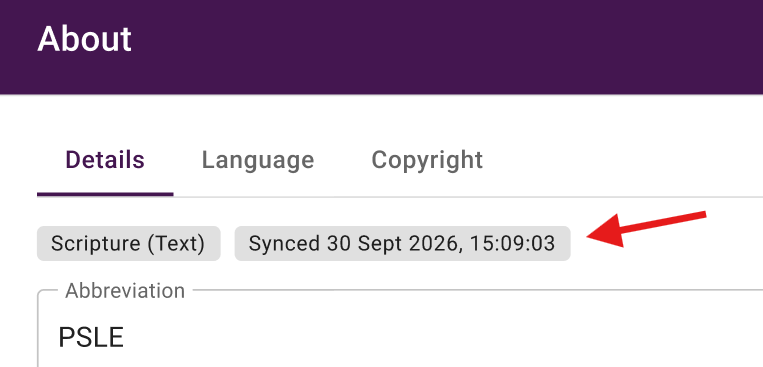 About
Details Language Copyright
Scripture (Text) Synced 30 Sept 2026, 15:09:03
Abbreviation
PSLE